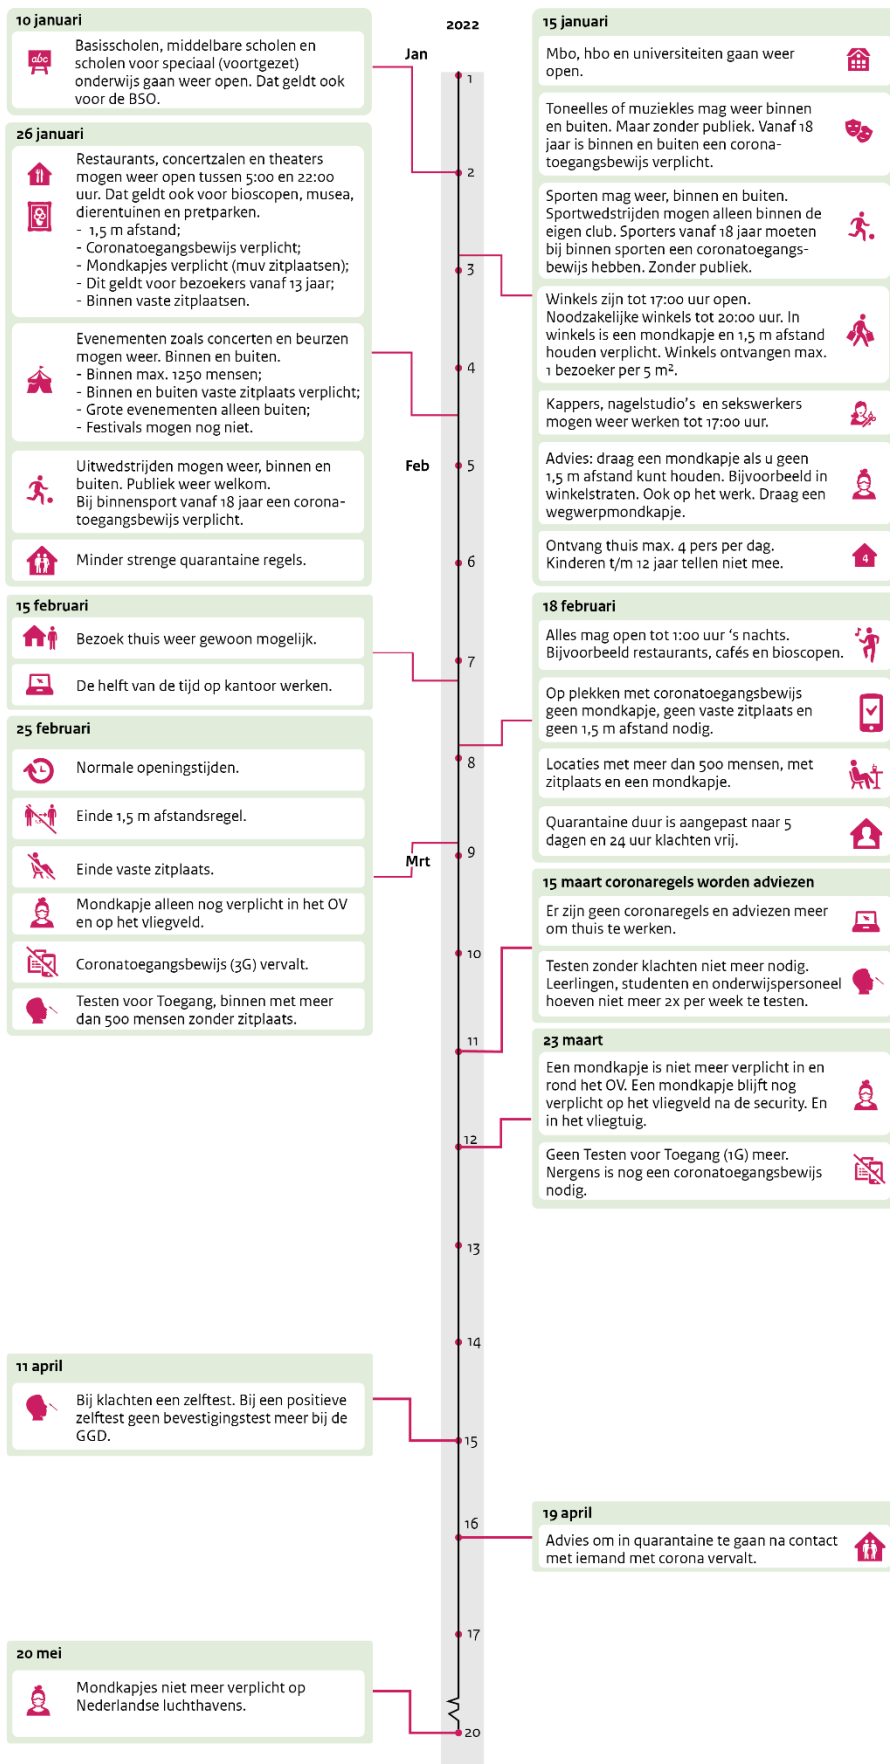 10 januari
Basisscholen, middelbare scholen en
scholen voor speciaal (voortgezet)
onderwijs gaan weer open. Dat geldt ook
voor de BSO.
26 januari
Restaurants, concertzalen en theaters
mogen weer open tussen 5:00 en 22:00
uur. Dat geldt ook voor bioscopen, musea,
dierentuinen en pretparken.
- 1,5 m afstand;
- Coronatoegangsbewijs verplicht;
- Mondkapjes verplicht (muv zitplaatsen);
- Dit geldt voor bezoekers vanaf 13 jaar;
- Binnen vaste zitplaatsen.
Evenementen zoals concerten en beurzen
mogen weer. Binnen en buiten.
- Binnen max. 1250 mensen;
- Binnen en buiten vaste zitplaats verplicht;
- Grote evenementen alleen buiten;
- Festivals mogen nog niet.
Uitwedstrijden mogen weer, binnen en
buiten. Publiek weer welkom.
Bij binnensport vanaf 18 jaar een corona-
toegangsbewijs verplicht.
Minder strenge quarantaine regels.
15 februari
Bezoek thuis weer gewoon mogelijk.
De helft van de tijd op kantoor werken.
25 februari
Normale openingstijden.
Einde 1,5 m afstandsregel.
Einde vaste zitplaats.
Mondkapje alleen nog verplicht in het OV
en op het vliegveld.
Coronatoegangsbewijs (3G) vervalt.
Testen voor Toegang, binnen met meer
dan 500 mensen zonder zitplaats.
11 april
Bij klachten een zelftest. Bij een positieve
zelftest geen bevestigingstest meer bij de
GGD.
20 mei
Mondkapjes niet meer verplicht op
Nederlandse luchthavens.
2022
Jan
1
2
3
4
Feb
5
6
7
8
Mrt
9
10
11
12
13
14
15
16
17
20
15 januari
Mbo, hbo en universiteiten gaan weer
open.
Toneelles of muziekles mag weer binnen
en buiten. Maar zonder publiek. Vanaf 18
jaar is binnen en buiten een corona-
toegangsbewijs verplicht.
Sporten mag weer, binnen en buiten.
Sportwedstrijden mogen alleen binnen de
eigen club. Sporters vanaf 18 jaar moeten
bij binnen sporten een coronatoegangs-
bewijs hebben. Zonder publiek.
Winkels zijn tot 17:00 uur open.
Noodzakelijke winkels tot 20:00 uur. In
winkels is een mondkapje en 1,5 m afstand
houden verplicht. Winkels ontvangen max.
1 bezoeker per 5 m².
Kappers, nagelstudio's en sekswerkers
mogen weer werken tot 17:00 uur.
Advies: draag een mondkapje als u geen
1,5 m afstand kunt houden. Bijvoorbeeld in
winkelstraten. Ook op het werk. Draag een
wegwerpmondkapje.
Ontvang thuis max. 4 pers per dag.
Kinderen t/m 12 jaar tellen niet mee.
4
18 februari
Alles mag open tot 1:00 uur 's nachts.
Bijvoorbeeld restaurants, cafés en bioscopen.
Op plekken met coronatoegangsbewijs
geen mondkapje, geen vaste zitplaats en
geen 1,5 m afstand nodig.
Locaties met meer dan 500 mensen, met
zitplaats en een mondkapje.
Quarantaine duur is aangepast naar 5
dagen en 24 uur klachten vrij.
15 maart coronaregels worden adviezen
Er zijn geen coronaregels en adviezen meer
om thuis te werken.
Testen zonder klachten niet meer nodig.
Leerlingen, studenten en onderwijspersoneel
hoeven niet meer 2x per week te testen.
23 maart
Een mondkapje is niet meer verplicht in en
rond het OV. Een mondkapje blijft nog
verplicht op het vliegveld na de security. En
in het vliegtuig.
Geen Testen voor Toegang (1G) meer.
Nergens is nog een coronatoegangsbewijs
nodig.
19 april
Advies om in quarantaine te gaan na contact
met iemand met corona vervalt.